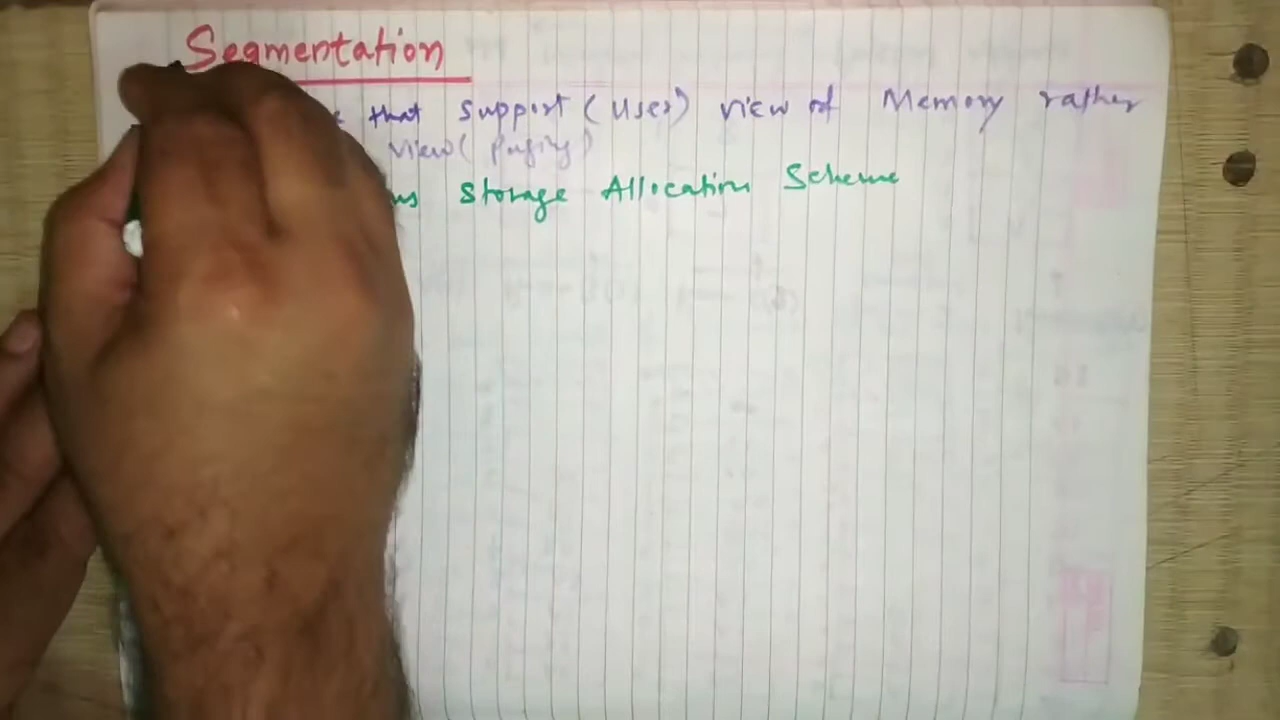 Segmentation
that support (User) view of Memory rather
view (Paging)
Storage Allocation Scheme